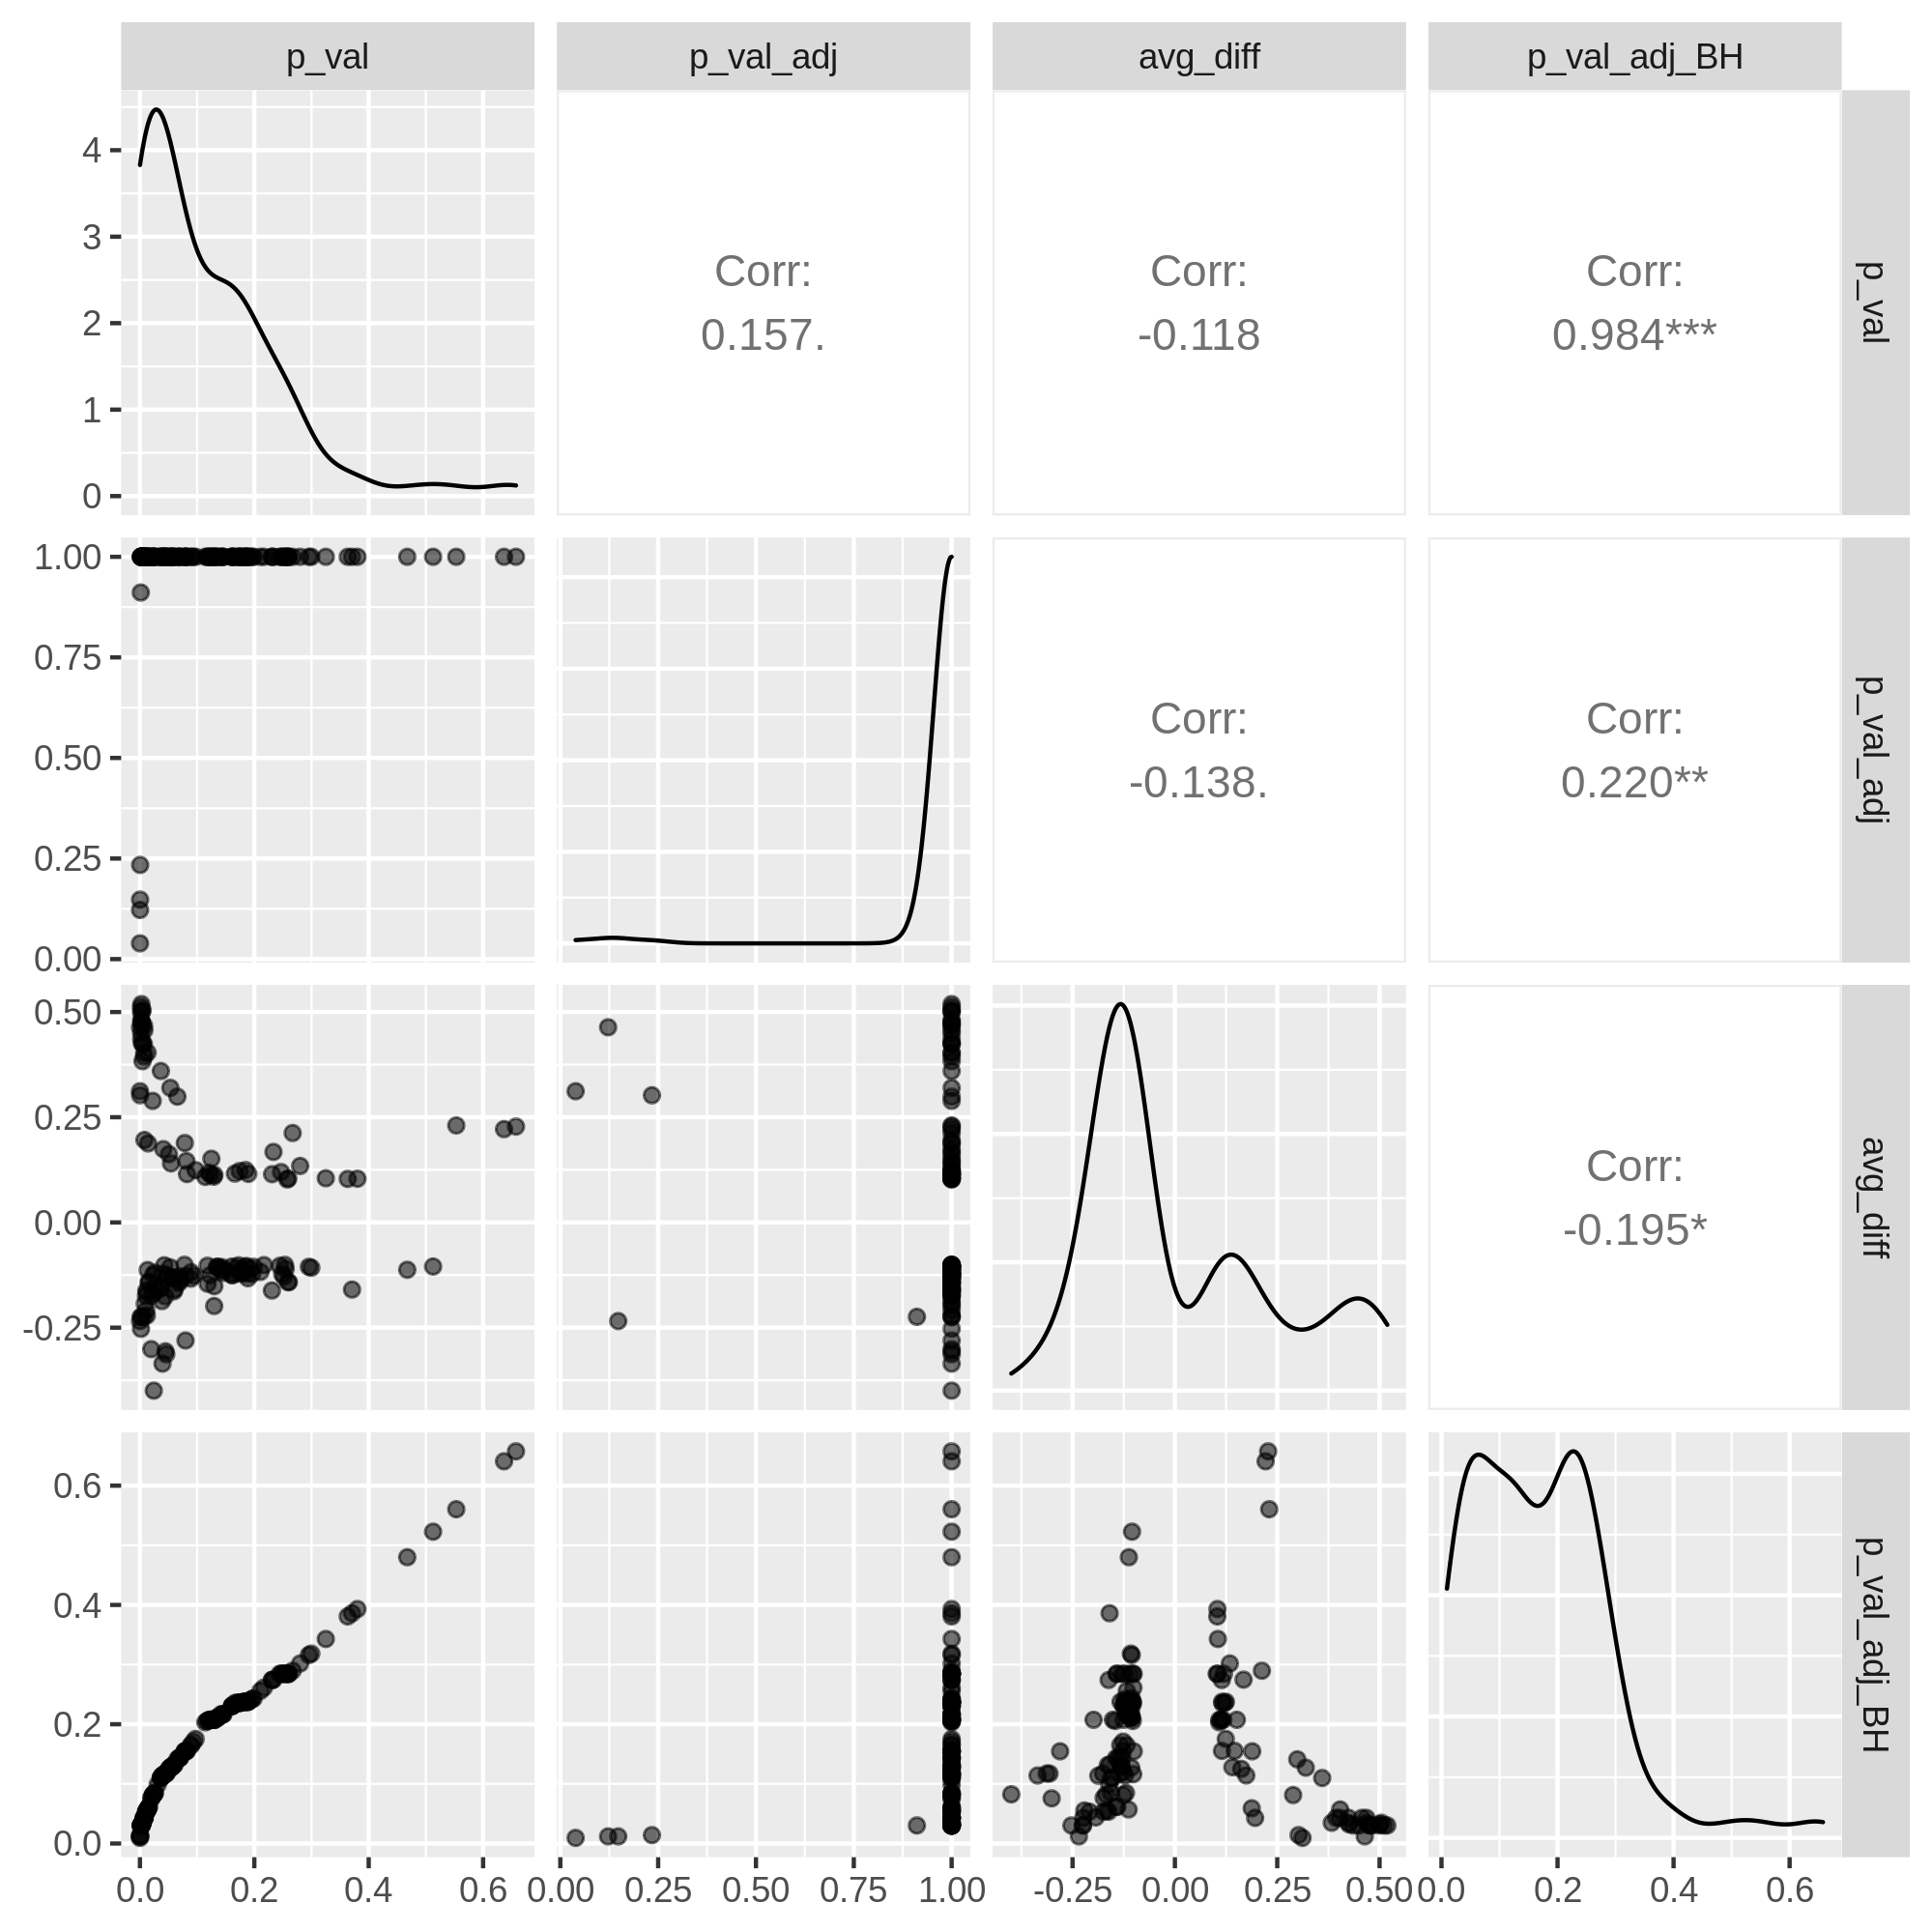 p_val p_val_adj avg_diff p_val_adj_BH
4
3
2
1
0
Corr:
0.157.
Corr:
-0.118
Corr:
0.984***
p_val
1.00
0.75
0.50
0.25
0.00
Corr:
-0.138.
Corr:
0.220**
p_val_adj
0.50
0.25
0.00
-0.25
Corr:
-0.195*
avg_diff
0.6
0.4
0.2
0.0
p_val_adj_BH
0.0 0.2 0.4 0.6 0.00 0.25 0.50 0.75 1.00 -0.25 0.00 0.25 0.50 0.0 0.2 0.4 0.6